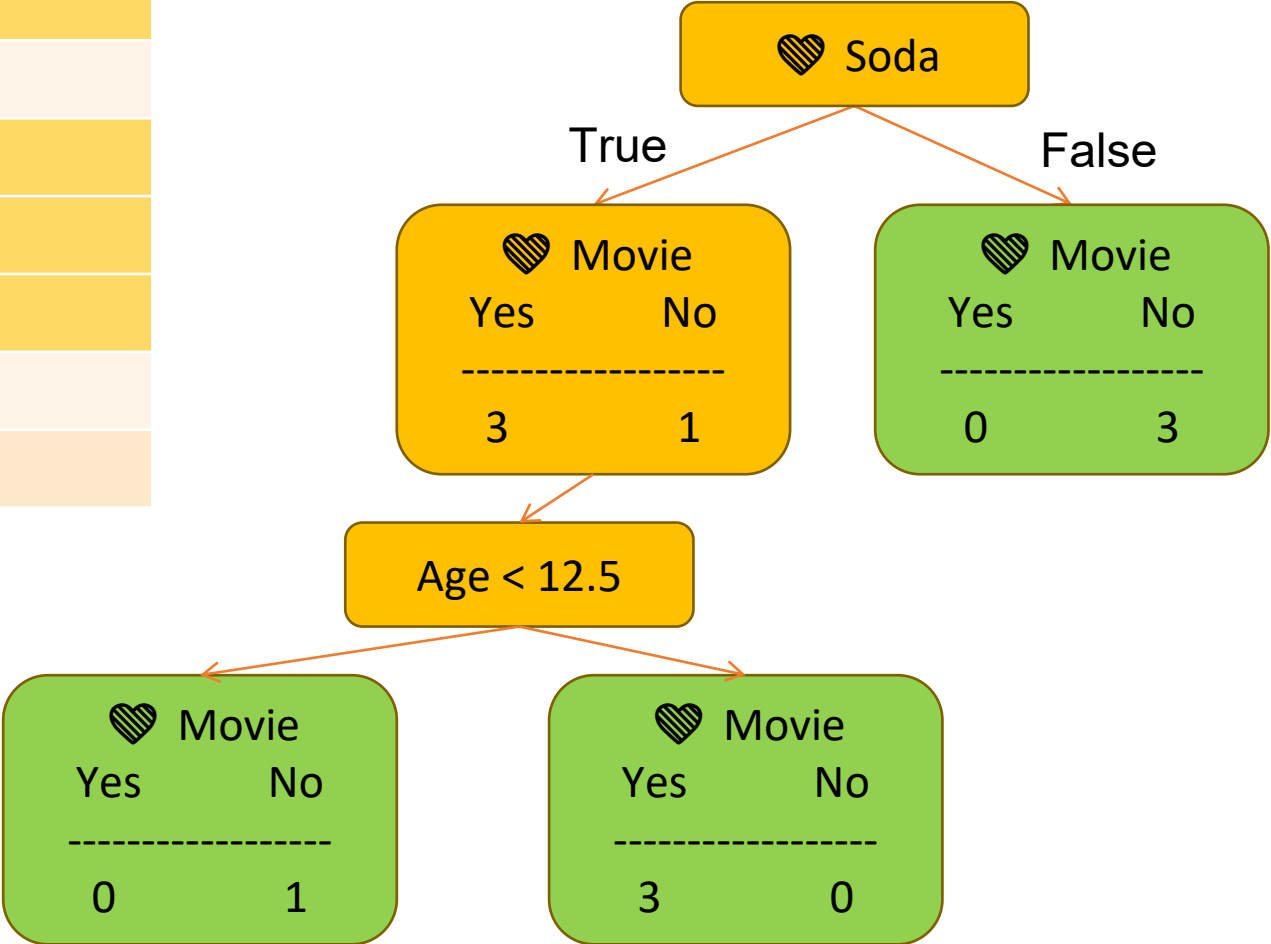 Soda
True
False
Movie
Yes No
------------------
3 1
Movie
Yes No
------------------
0 3
Age < 12.5
Movie
Yes No
------------------
0 1
Movie
Yes No
------------------
3 0